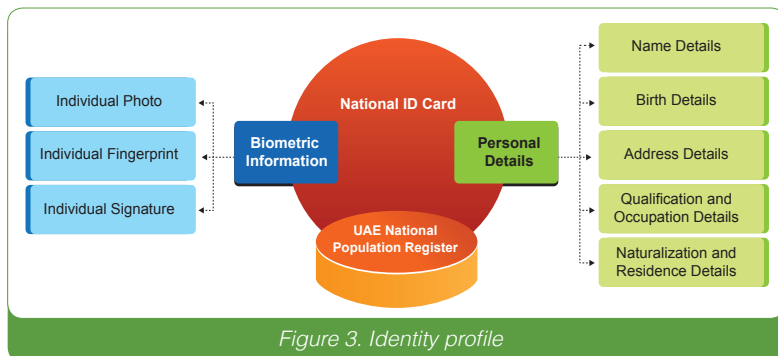 National ID Card
Biometric
Information
Individual Photo
Individual Fingerprint
Individual Signature
Personal
Details
Name Details
Birth Details
Address Details
Qualification and
Occupation Details
Naturalization and
Residence Details
UAE National
Population Register
Figure 3. Identity profile